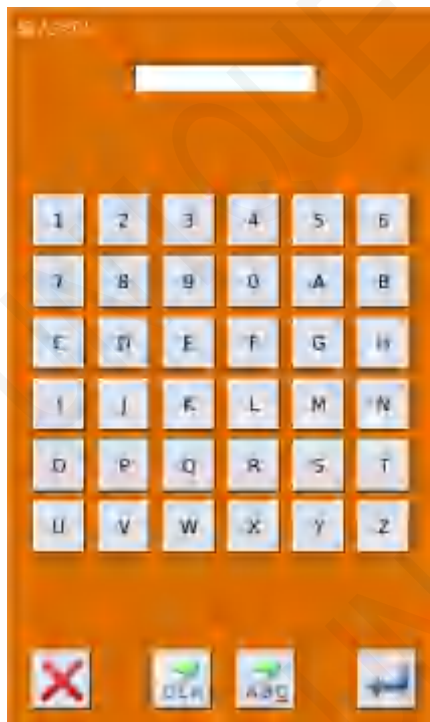 1 2 3 4 5 6
7 8 9 0 A B
C D E F G H
I J K L M N
O P Q R S T
U V W X Y Z
CLR ABC